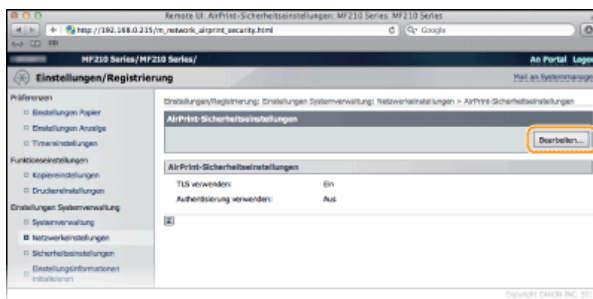 Remote UI: AirPrint-Sicherheitseinstellungen: MF210 Series: MF210 Series
http://192.168.0.215/m_network_airprint_security.html
Google
MF210 Series/MF210 Series/
An Portal
Einstellungen/Registrierung
Mail an Systemmanager
Präferenzen
Einstellungen Papier
Einstellungen Anzeige
Timereinstellungen
Funktionseinstellungen
Kopiereinstellungen
Druckereinstellungen
Einstellungen Systemverwaltung
Systemverwaltung
Netzwerkeinstellungen
Sicherheitseinstellungen
Einstellungsinformationen
initialisieren
Einstellungen/Registrierung: Einstellungen Systemverwaltung: Netzwerkeinstellungen > AirPrint-Sicherheitseinstellungen
AirPrint-Sicherheitseinstellungen
Bearbeiten...
AirPrint-Sicherheitseinstellungen
TLS verwenden: Ein
Authentisierung verwenden: Aus
Copyright CANON INC.